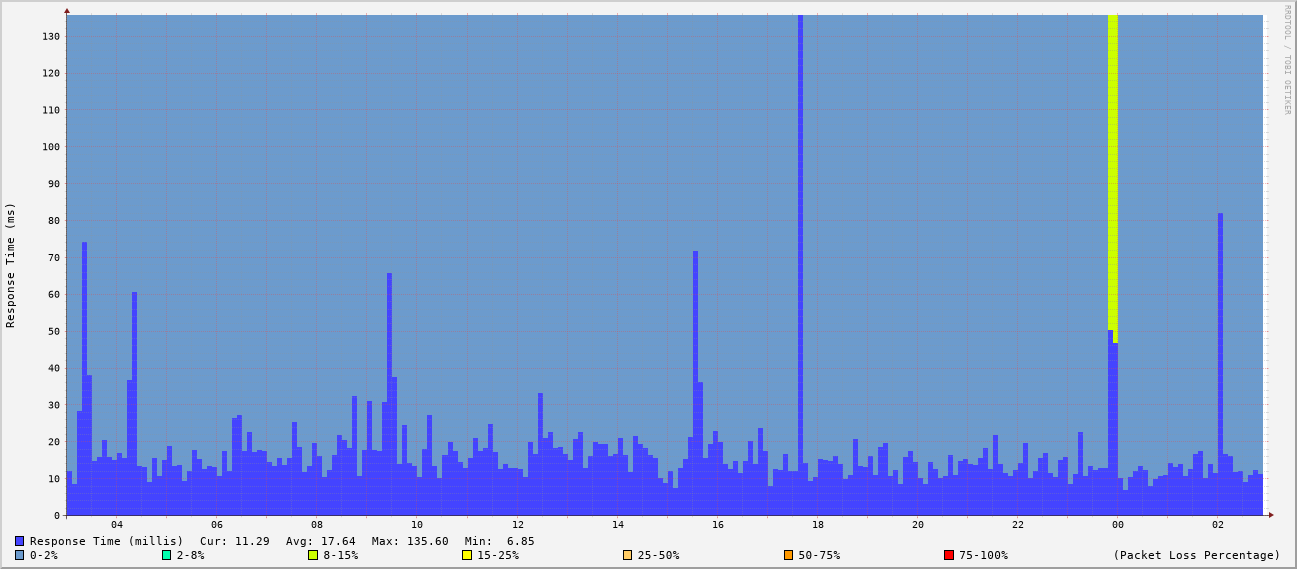 RRDTOOL / TOBI OETIKER
Response Time (ms)
130
120
110
100
90
80
70
60
50
40
30
20
10
0
04 06 08 10 12 14 16 18 20 22 00 02
Response Time (millis) Cur: 11.29 Avg: 17.64 Max: 135.60 Min: 6.85
0-2% 2-8% 8-15% 15-25% 25-50% 50-75% 75-100% (Packet Loss Percentage)